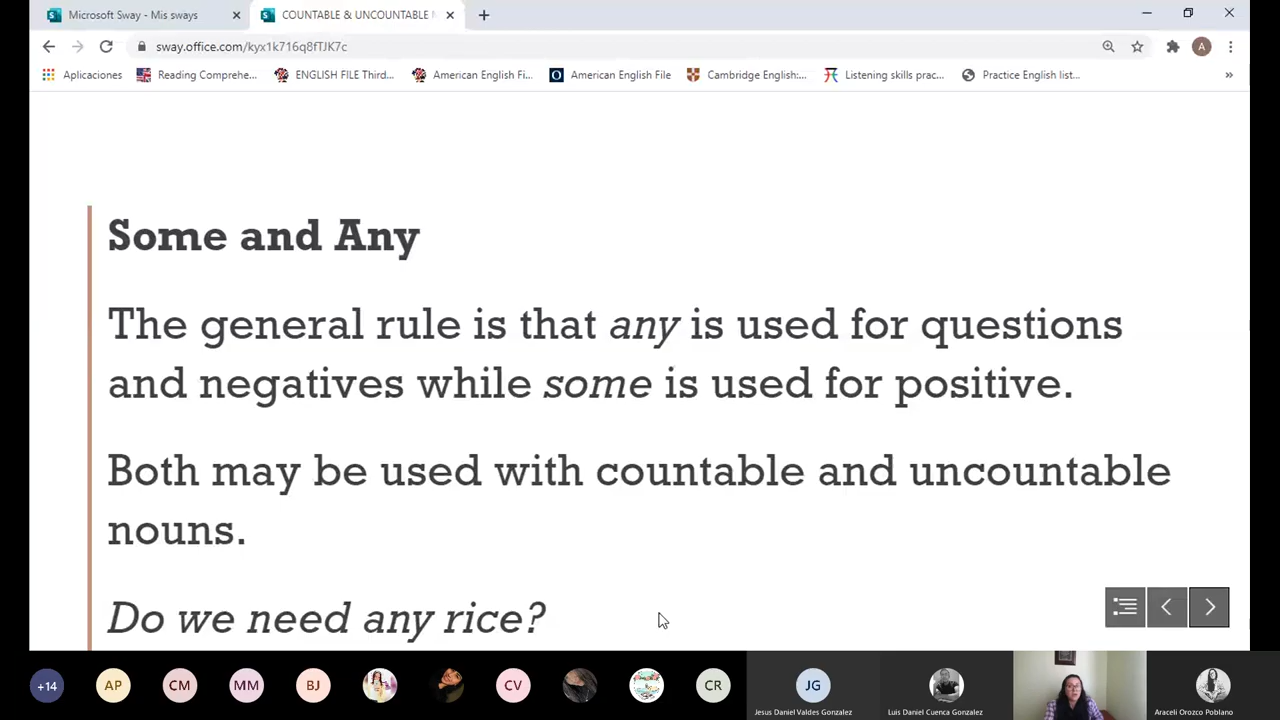 Microsoft Sway - Mis sways
COUNTABLE & UNCOUNTABLE
sway.office.com/kyx1k716q8fTJK7c
A
Aplicaciones
Reading Comprehe...
ENGLISH FILE Third...
American English Fi...
American English File
Cambridge English:...
Listening skills prac...
Practice English list...
Some and Any
The general rule is that any is used for questions
and negatives while some is used for positive.
Both may be used with countable and uncountable
nouns.
Do we need any rice?
+14
AP
CM
MM
BJ
CV
CR
JG
Jesus Daniel Valdes Gonzalez
Luis Daniel Cuenca Gonzalez
Araceli Orozco Poblano